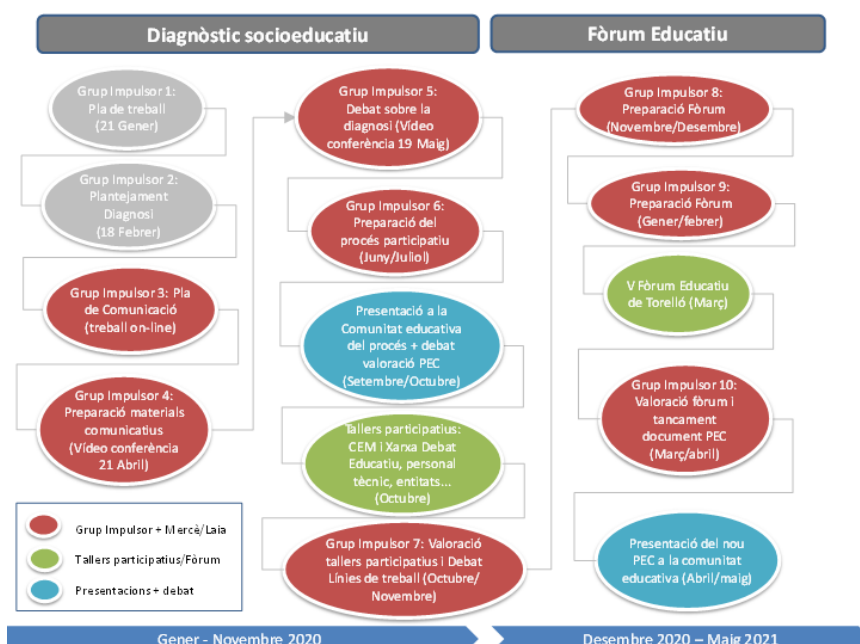 Diagnòstic socioeducatiu
Fòrum Educatiu
Grup Impulsor 1:
Pla de treball
(21 Gener)
Grup Impulsor 2:
Plantejament
Diagnosi
(18 Febrer)
Grup Impulsor 3: Pla
de Comunicació
(treball on-line)
Grup Impulsor 4:
Preparació materials
comunicatius
(Vídeo conferència
21 Abril)
Grup Impulsor 5:
Debat sobre la
diagnosi (Vídeo
conferència 19 Maig)
Grup Impulsor 6:
Preparació del
procés participatiu
(Juny/Juliol)
Presentació a la
Comunitat educativa
del procés + debat
valoració PEC
(Setembre/Octubre)
Tallers participatius:
CEM i Xarxa Debat
Educatiu, personal
tècnic, entitats...
(Octubre)
Grup Impulsor 7: Valoració
tallers participatius i Debat
Línies de treball (Octubre/
Novembre)
Grup Impulsor 8:
Preparació Fòrum
(Novembre/Desembre)
Grup Impulsor 9:
Preparació Fòrum
(Gener/febrer)
V Fòrum Educatiu
de Torelló (Març)
Grup Impulsor 10:
Valoració fòrum i
tancament
document PEC
(Març/abril)
Presentació del nou
PEC a la comunitat
educativa (Abril/maig)
Grup Impulsor + Mercè/Laia
Tallers participatius/Fòrum
Presentacions + debat
Gener - Novembre 2020
Desembre 2020 – Maig 2021